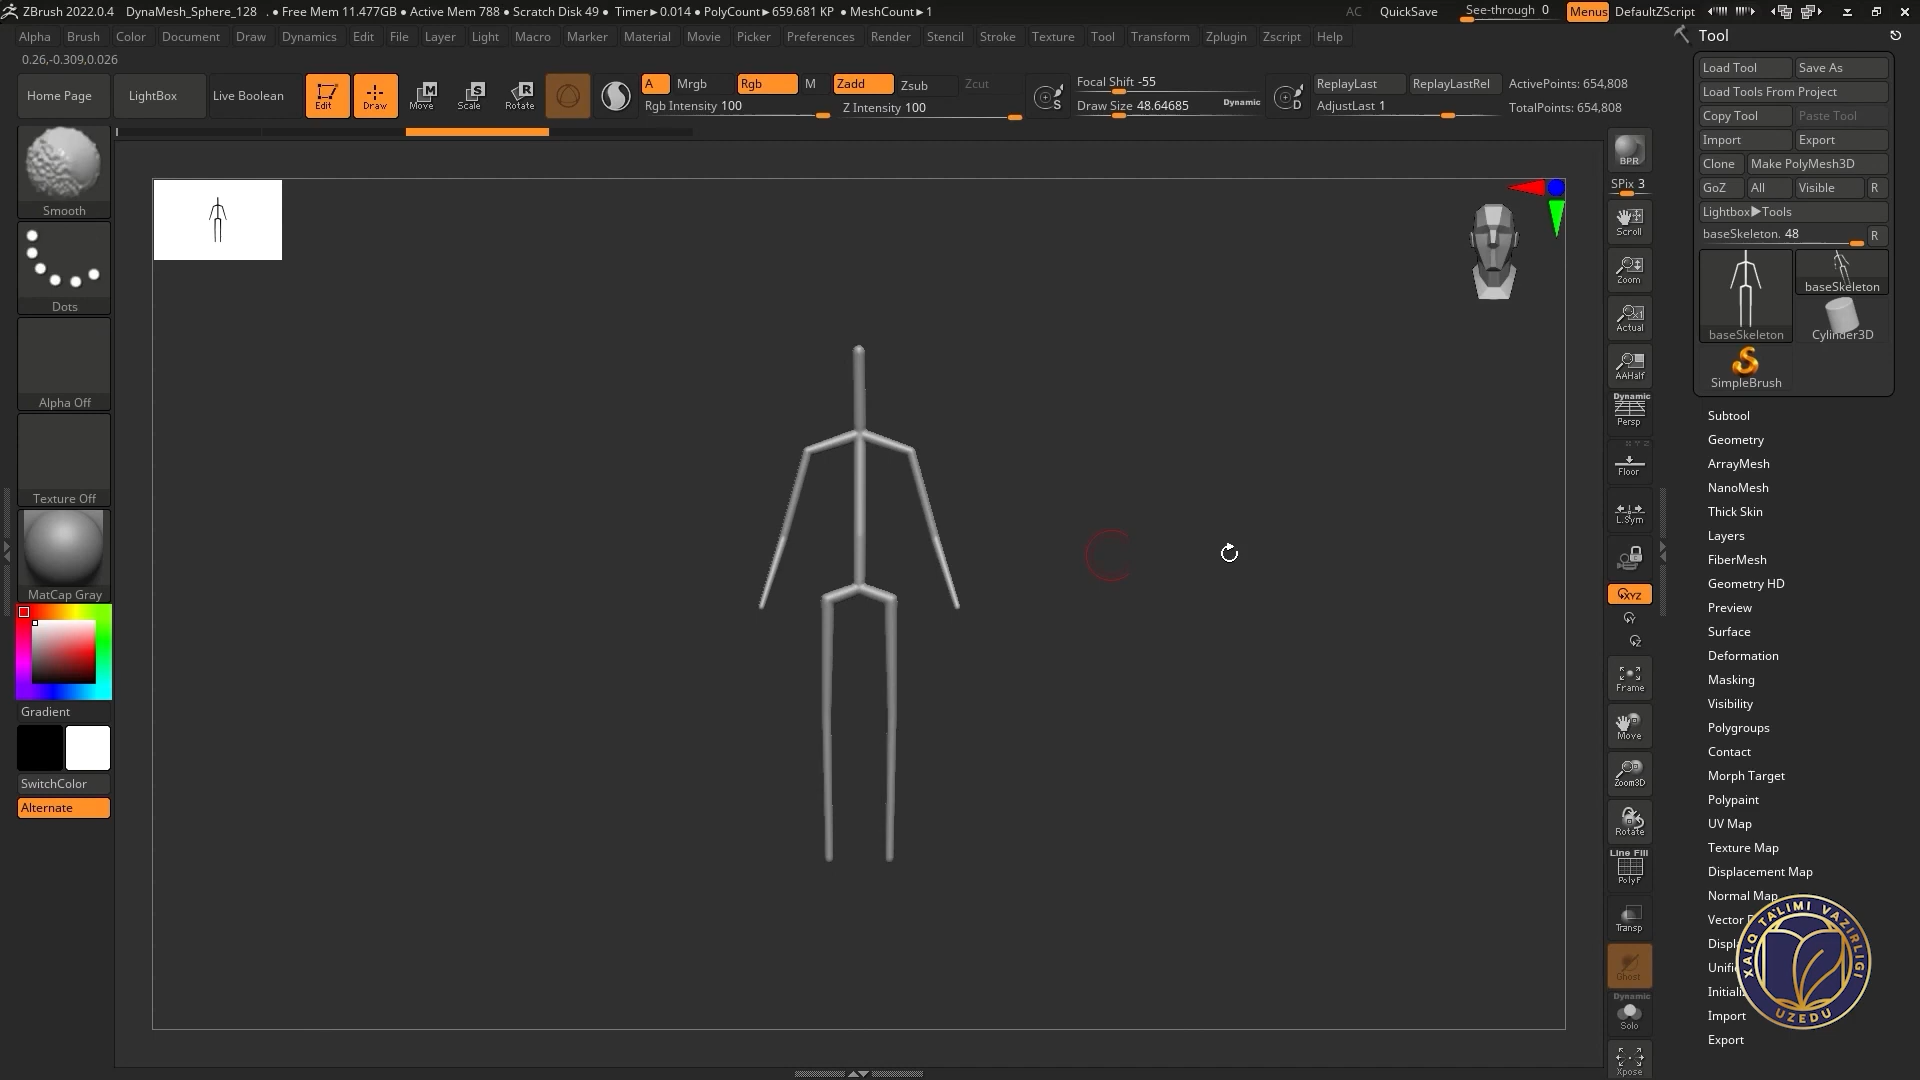 ZBrush 2022.0.4 DynaMesh_Sphere_128 . ● Free Mem 11.477GB ● Active Mem 788 ● Scratch Disk 49 ● Timer►0.014 ● PolyCount►659.681 KP ● MeshCount►1 AC QuickSave See-through 0 Menus DefaultZScript
Alpha Brush Color Document Draw Dynamics Edit File Layer Light Macro Marker Material Movie Picker Preferences Render Stencil Stroke Texture Tool Transform Zplugin Zscript Help
Tool
0.26,-0.309,0.026
Home Page LightBox Live Boolean Edit Draw Move Scale Rotate
A Mrgb Rgb M Zadd Zsub Zcut
Rgb Intensity 100 Z Intensity 100
Focal Shift -55
Draw Size 48.64685 Dynamic
ReplayLast ReplayLastRel ActivePoints: 654,808
AdjustLast 1 TotalPoints: 654,808
Smooth
Dots
Alpha Off
Texture Off
MatCap Gray
Gradient
SwitchColor
Alternate
BPR
SPix 3
Scroll
Zoom
Actual
AAHalf
Dynamic
Persp
Floor
L.Sym
XYZ
Y
Z
Frame
Move
Zoom3D
Rotate
Line Fill
PolyF
Transp
Ghost
Dynamic
Solo
Xpose
Load Tool Save As
Load Tools From Project
Copy Tool Paste Tool
Import Export
Clone Make PolyMesh3D
GoZ All Visible R
Lightbox►Tools
baseSkeleton. 48 R
baseSkeleton
baseSkeleton
Cylinder3D
SimpleBrush
Subtool
Geometry
ArrayMesh
NanoMesh
Thick Skin
Layers
FiberMesh
Geometry HD
Preview
Surface
Deformation
Masking
Visibility
Polygroups
Contact
Morph Target
Polypaint
UV Map
Texture Map
Displacement Map
Normal Map
Vector
Displ
Unifi
Initiali
Import
Export
XALQ TA'LIMI VAZIRLIGI
UZEDU